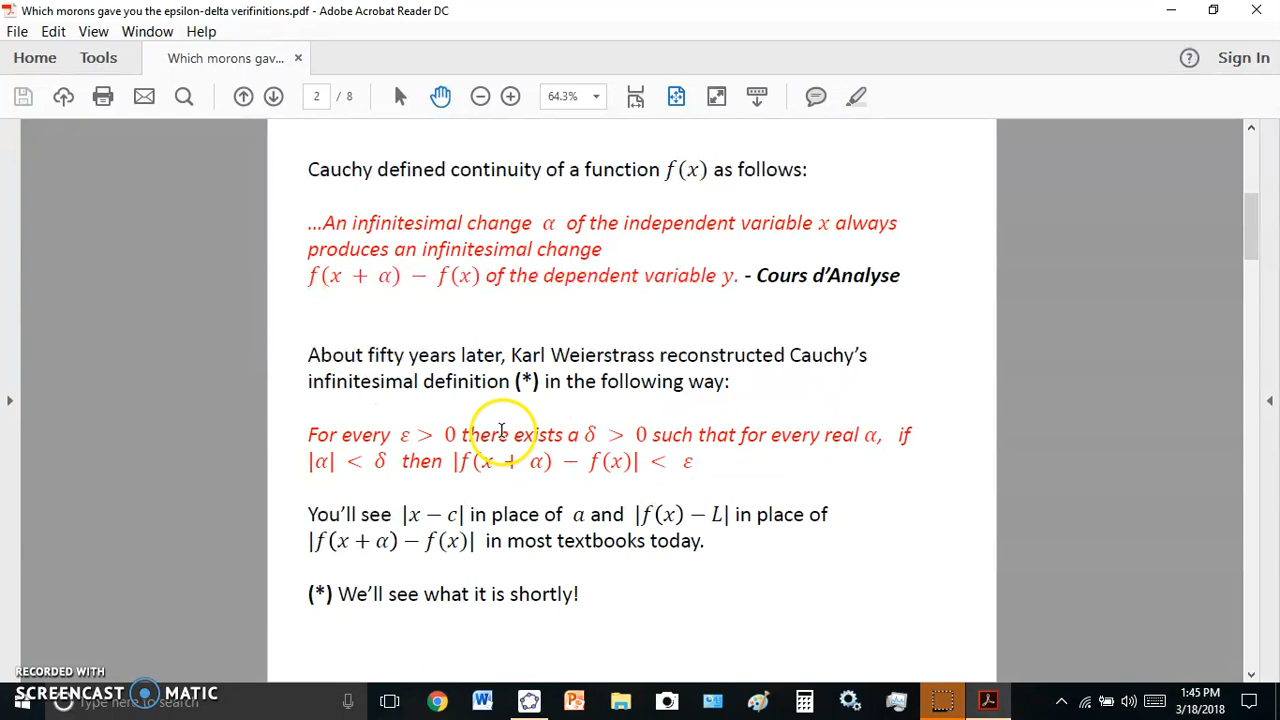 Which morons gave you the epsilon-delta verifinitions.pdf - Adobe Acrobat Reader DC
File Edit View Window Help
Home Tools Which morons gav... × Sign In
2 / 8 64.3%
Cauchy defined continuity of a function f(x) as follows:
...An infinitesimal change α of the independent variable x always
produces an infinitesimal change
f(x + α) − f(x) of the dependent variable y. - Cours d’Analyse
About fifty years later, Karl Weierstrass reconstructed Cauchy’s
infinitesimal definition (*) in the following way:
For every ε > 0 there exists a δ > 0 such that for every real α, if
|α| < δ then |f(x + α) − f(x)| < ε
You’ll see |x − c| in place of a and |f(x) − L| in place of
|f(x + α) − f(x)| in most textbooks today.
(*) We’ll see what it is shortly!
RECORDED WITH
SCREENCAST MATIC
1:45 PM
3/18/2018